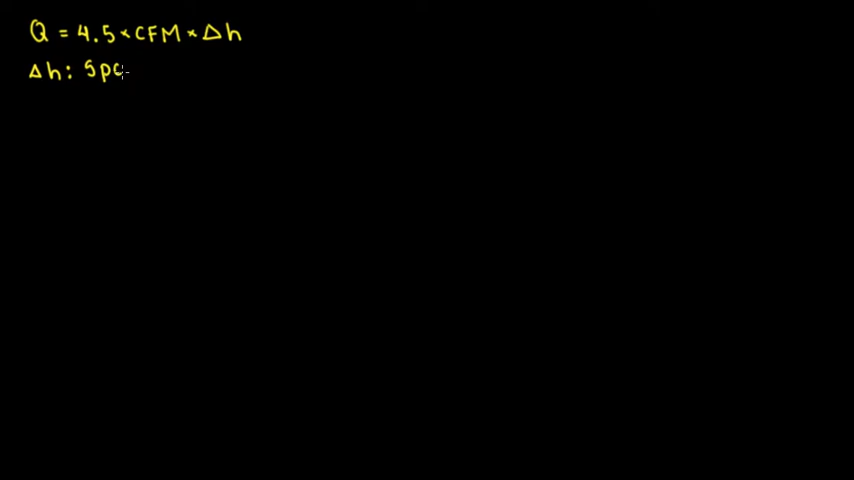 Q = 4.5 × CFM × Δh
Δh: Spe